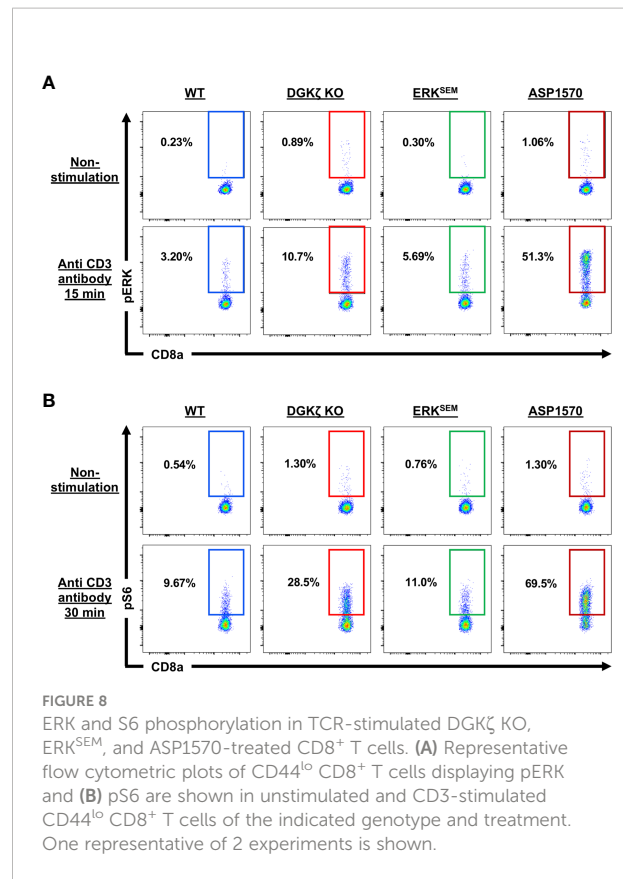 A
WT DGKζ KO ERKSEM ASP1570
Non-
stimulation
0.23% 0.89% 0.30% 1.06%
Anti CD3
antibody
15 min
3.20% 10.7% 5.69% 51.3%
pERK
CD8a
B
WT DGKζ KO ERKSEM ASP1570
Non-
stimulation
0.54% 1.30% 0.76% 1.30%
Anti CD3
antibody
30 min
9.67% 28.5% 11.0% 69.5%
pS6
CD8a
FIGURE 8
ERK and S6 phosphorylation in TCR-stimulated DGKζ KO,
ERKSEM, and ASP1570-treated CD8+ T cells. (A) Representative
flow cytometric plots of CD44lo CD8+ T cells displaying pERK
and (B) pS6 are shown in unstimulated and CD3-stimulated
CD44lo CD8+ T cells of the indicated genotype and treatment.
One representative of 2 experiments is shown.